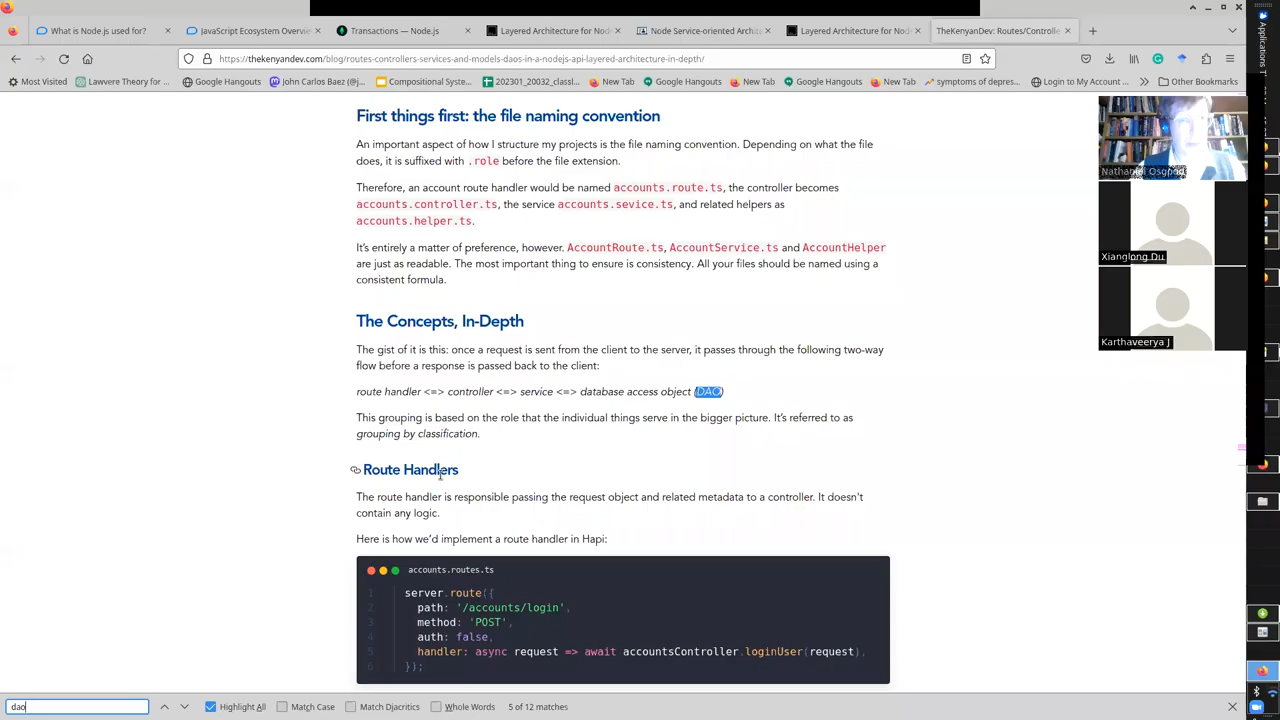 What is Node.js used for?
JavaScript Ecosystem Overvie
Transactions — Node.js
Layered Architecture for Nod
Node Service-oriented Archit
Layered Architecture for Nod
TheKenyanDev: Routes/Controlle
https://thekenyandev.com/blog/routes-controllers-services-and-models-daos-in-a-nodejs-api-layered-architecture-in-depth/
Most Visited
Lawvere Theory for ...
Google Hangouts
John Carlos Baez (@j...
Compositional Syste...
202301_20032_classl...
New Tab
Google Hangouts
New Tab
Google Hangouts
New Tab
symptoms depres...
Login to My Account ...
Other Bookmarks
Applications
First things first: the file naming convention
An important aspect of how I structure my projects is the file naming convention. Depending on what the file
does, it is suffixed with .role before the file extension.
Therefore, an account route handler would be named accounts.route.ts, the controller becomes
accounts.controller.ts, the service accounts.sevice.ts, and related helpers as
accounts.helper.ts.
It's entirely a matter of preference, however. AccountRoute.ts, AccountService.ts and AccountHelper
are just as readable. The most important thing to ensure is consistency. All your files should be named using a
consistent formula.
The Concepts, In-Depth
The gist of it is this: once a request is sent from the client to the server, it passes through the following two-way
flow before a response is passed back to the client:
route handler <=> controller <=> service <=> database access object (DAO)
This grouping is based on the role that the individual things serve in the bigger picture. It's referred to as
grouping by classification.
Route Handlers
The route handler is responsible passing the request object and related metadata to a controller. It doesn't
contain any logic.
Here is how we'd implement a route handler in Hapi:
accounts.routes.ts
1 server.route({
2 path: '/accounts/login',
3 method: 'POST',
4 auth: false,
5 handler: async request => await accountsController.loginUser(request),
6 });
Nathaniel Osgood
Xianglong Du
Karthaveerya J
dao
Highlight All
Match Case
Match Diacritics
Whole Words
5 of 12 matches